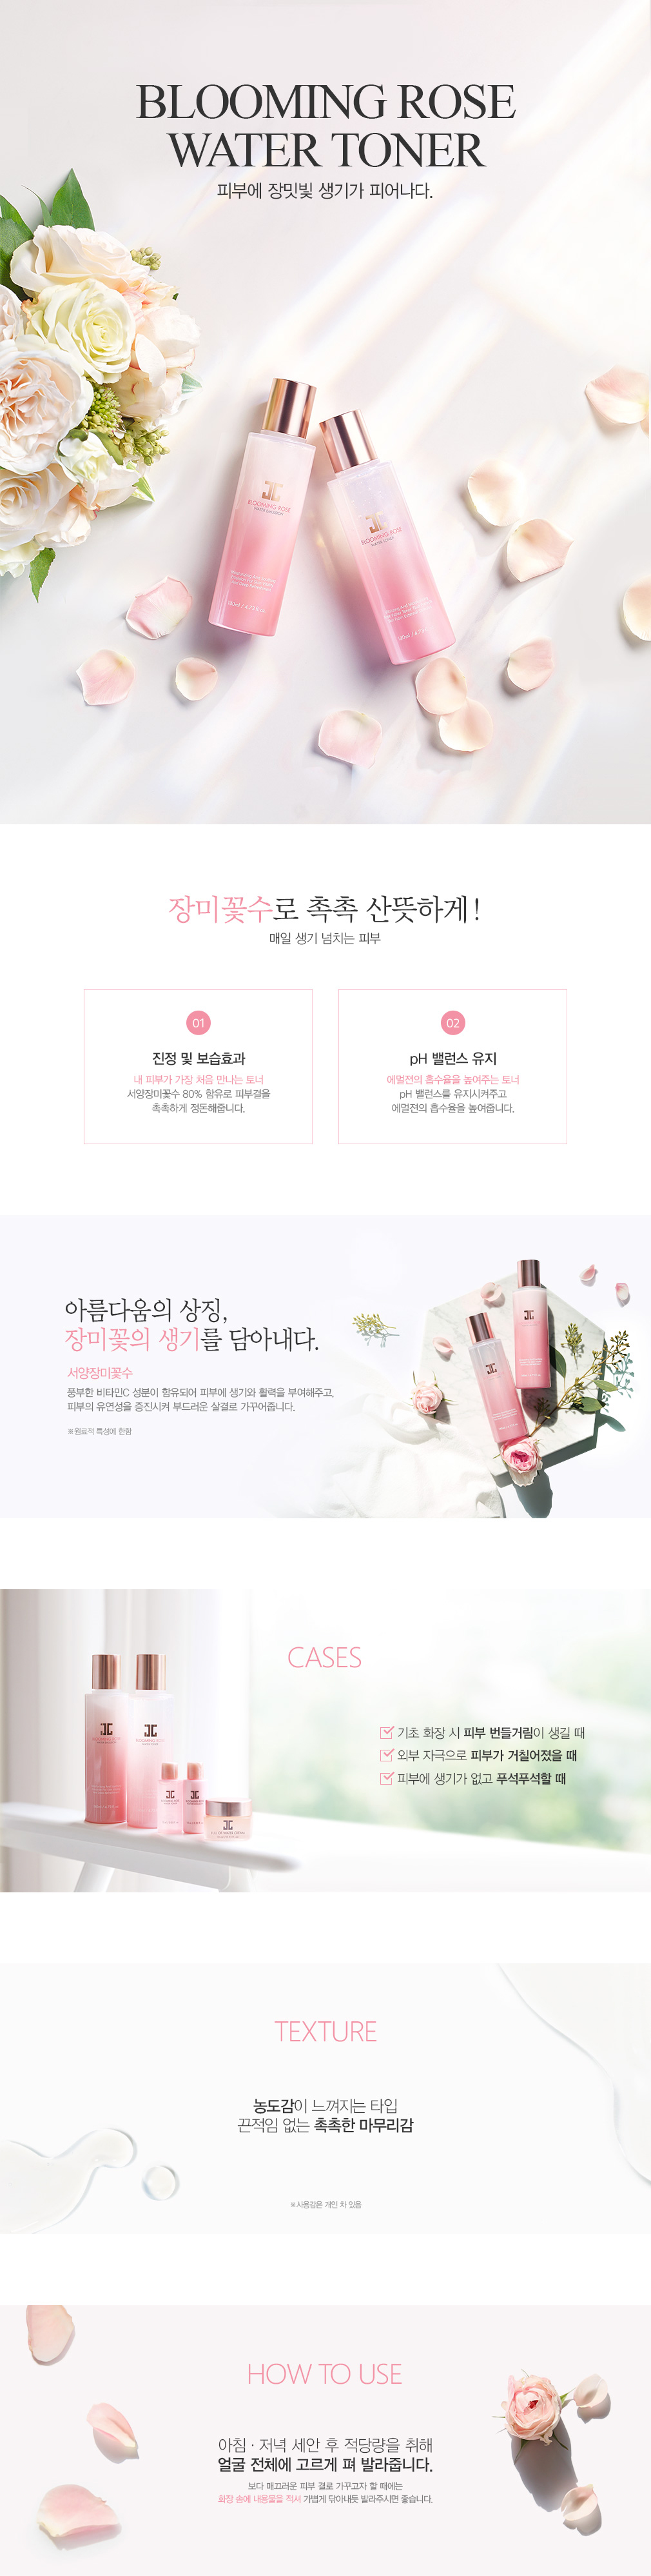 BLOOMING ROSE
WATER TONER
피부에 장밋빛 생기가 피어나다.
BLOOMING ROSE
WATER EMULSION
BLOOMING ROSE
WATER TONER
장미꽃수로 촉촉 산뜻하게!
매일 생기 넘치는 피부
01
진정 및 보습효과
내 피부가 가장 처음 만나는 토너
서양장미꽃수 80% 함유로 피부결을
촉촉하게 정돈해줍니다.
02
pH 밸런스 유지
에멀젼의 흡수율을 높여주는 토너
pH 밸런스를 유지시켜주고
에멀젼의 흡수율을 높여줍니다.
아름다움의 상징,
장미꽃의 생기를 담아내다.
서양장미꽃수
풍부한 비타민C 성분이 함유되어 피부에 생기와 활력을 부여해주고,
피부의 유연성을 증진시켜 부드러운 살결로 가꾸어줍니다.
※원료적 특성에 한함
CASES
기초 화장 시 피부 번들거림이 생길 때
외부 자극으로 피부가 거칠어졌을 때
피부에 생기가 없고 푸석푸석할 때
TEXTURE
농도감이 느껴지는 타입
끈적임 없는 촉촉한 마무리감
※사용감은 개인 차 있음
HOW TO USE
아침 · 저녁 세안 후 적당량을 취해
얼굴 전체에 고르게 펴 발라줍니다.
보다 매끄러운 피부 결로 가꾸고자 할 때에는
화장 솜에 내용물을 적셔 가볍게 닦아내듯 발라주시면 좋습니다.